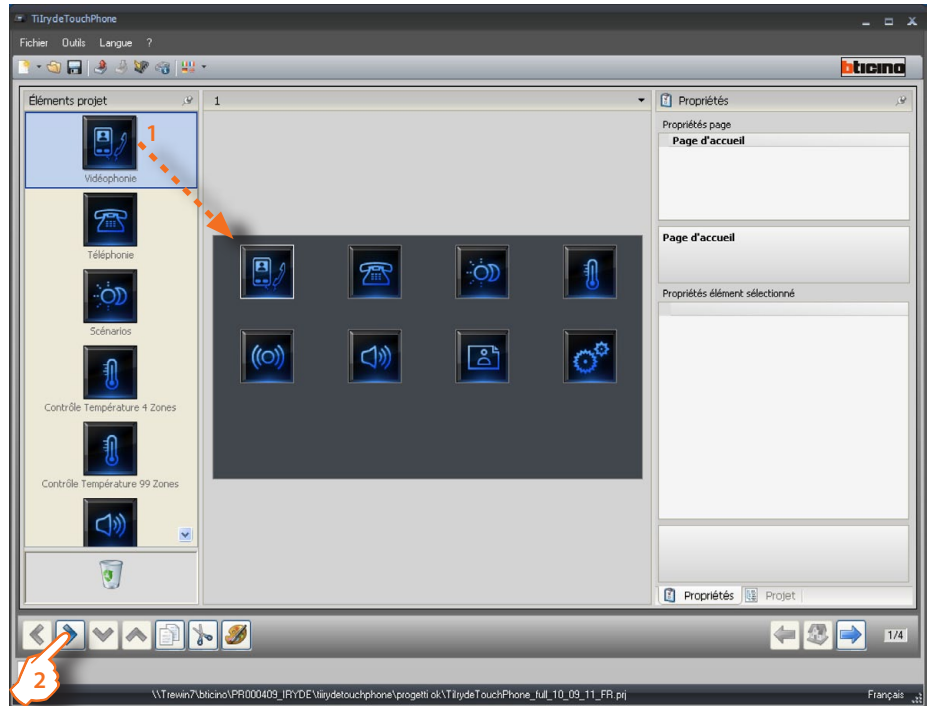 TiIrydeTouchPhone
Fichier Outils Langue ?
bticino
Éléments projet
1
Propriétés
Vidéophonie
1
Téléphonie
Scénarios
Contrôle Température 4 Zones
Contrôle Température 99 Zones
Propriétés page
Page d'accueil
Page d'accueil
Propriétés élément sélectionné
Propriétés Projet
1/4
2
\\Trewin7\bticino\PR000409_IRYDE\tiirydetouchphone\progetti ok\TiIrydeTouchPhone_full_10_09_11_FR.prj
Français